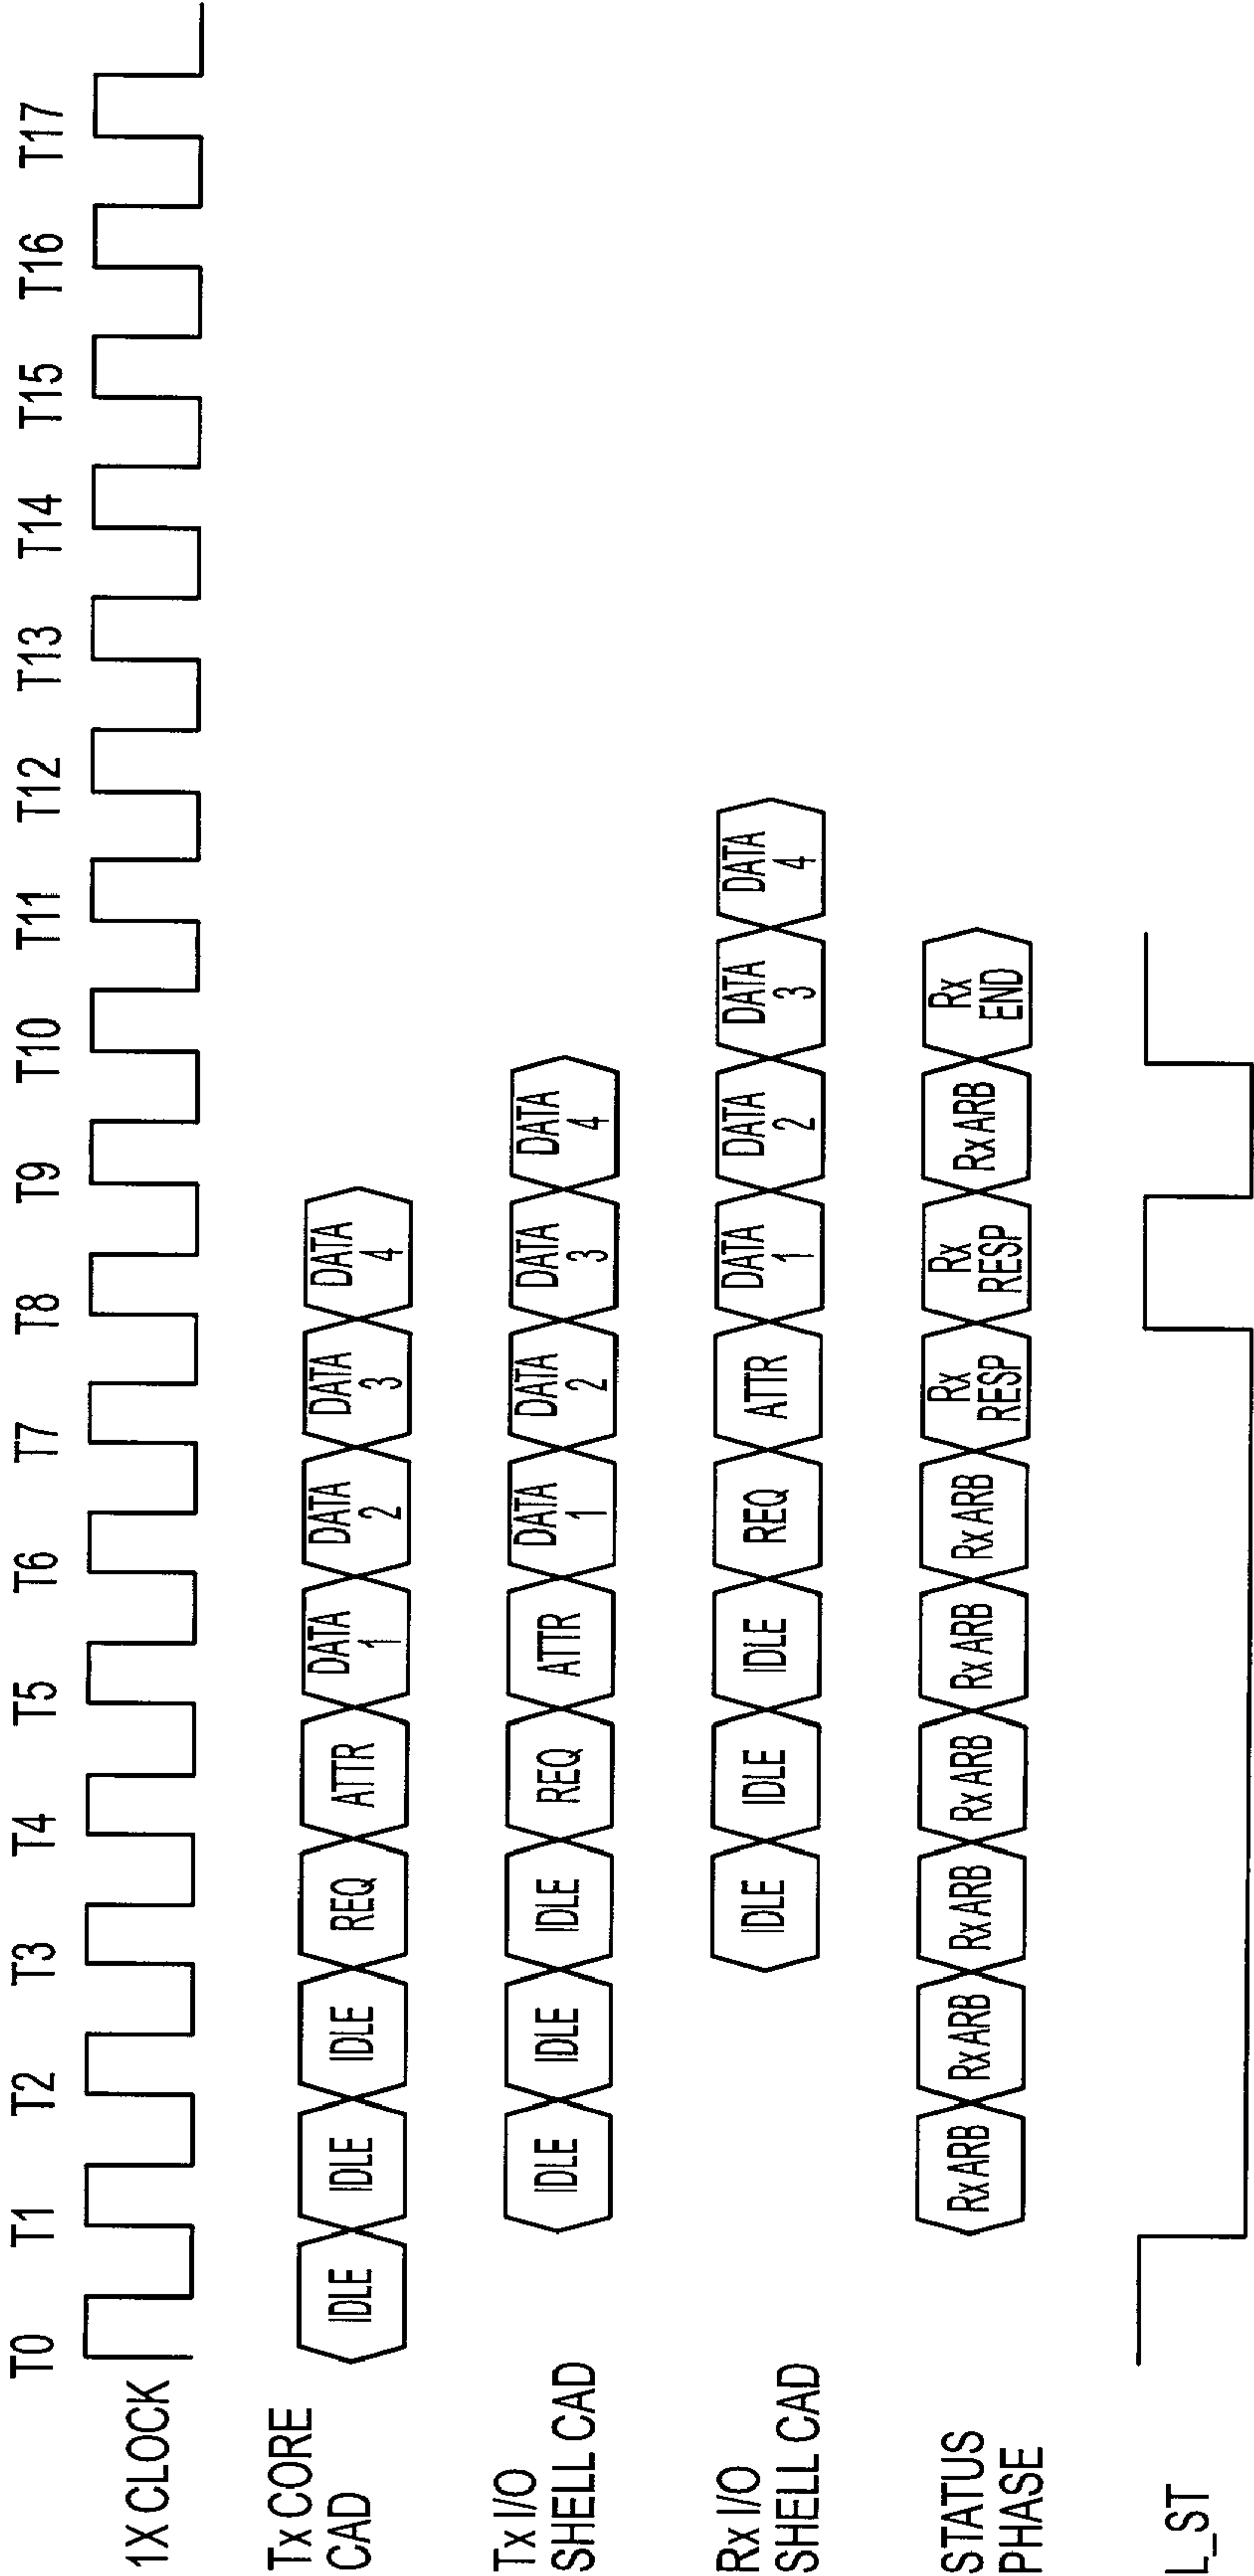 T0 T1 T2 T3 T4 T5 T6 T7 T8 T9 T10 T11 T12 T13 T14 T15 T16 T17
1X CLOCK
Tx CORE
CAD
IDLE IDLE IDLE REQ ATTR DATA 1 DATA 2 DATA 3 DATA 4
Tx I/O
SHELL CAD
IDLE IDLE IDLE REQ ATTR DATA 1 DATA 2 DATA 3 DATA 4
Rx I/O
SHELL CAD
IDLE IDLE IDLE REQ ATTR DATA 1 DATA 2 DATA 3 DATA 4
STATUS
PHASE
Rx ARB Rx ARB Rx ARB Rx ARB Rx ARB Rx ARB Rx RESP Rx RESP Rx ARB Rx END
L_ST